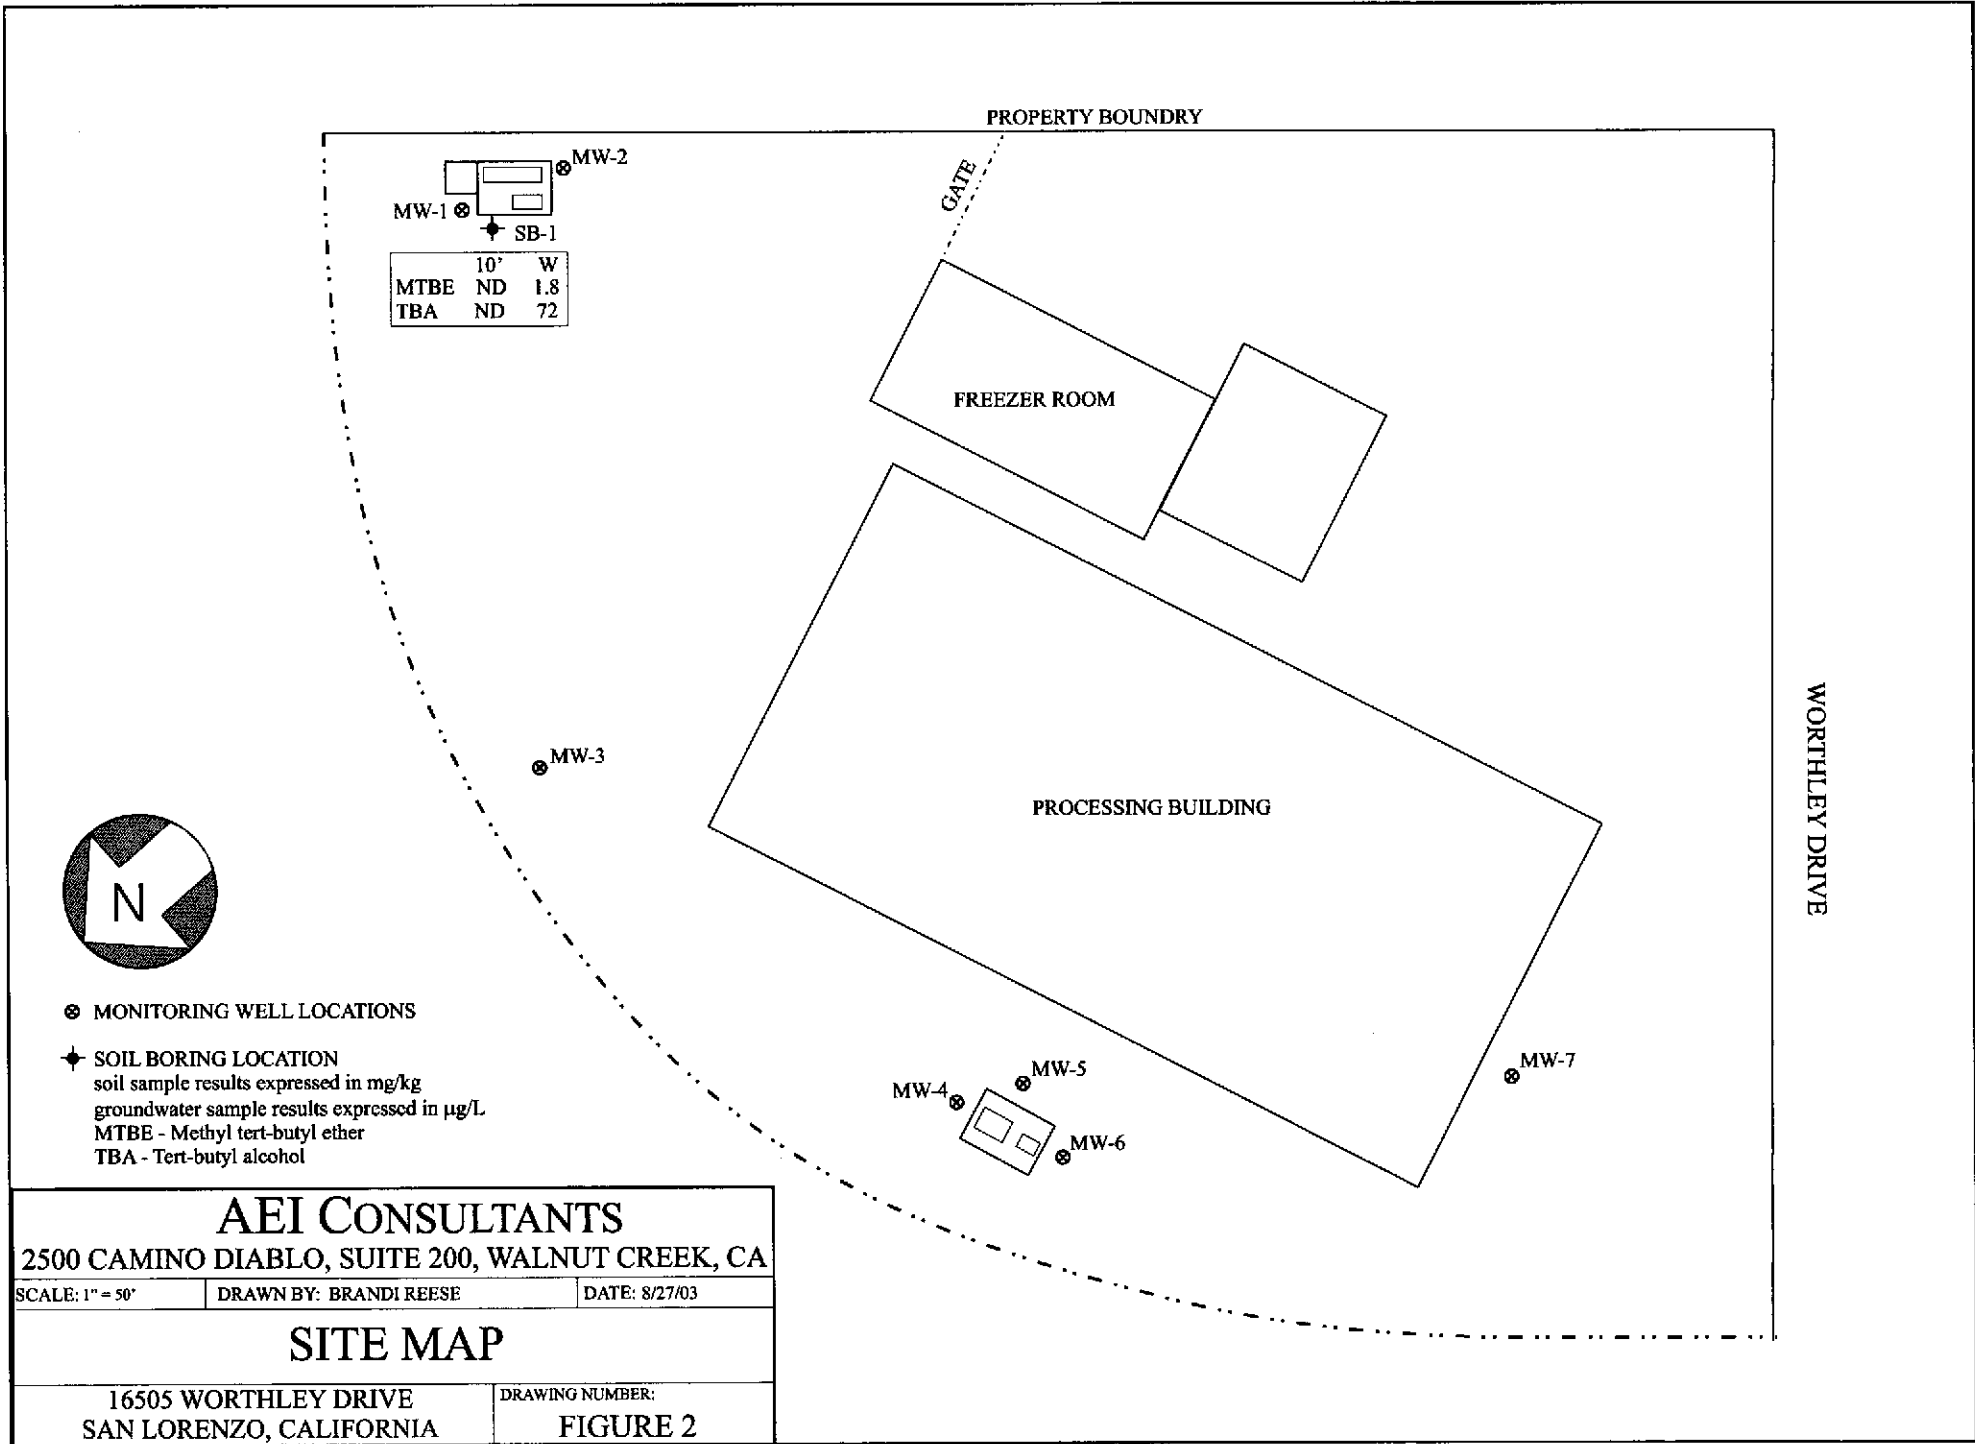 PROPERTY BOUNDRY
MW-2
GATE
MW-1
SB-1
10' W
MTBE ND 1.8
TBA ND 72
FREEZER ROOM
WORTHLEY DRIVE
MW-3
PROCESSING BUILDING
N
MONITORING WELL LOCATIONS
SOIL BORING LOCATION
soil sample results expressed in mg/kg
groundwater sample results expressed in µg/L
MTBE - Methyl tert-butyl ether
TBA - Tert-butyl alcohol
MW-5
MW-4
MW-6
MW-7
AEI CONSULTANTS
2500 CAMINO DIABLO, SUITE 200, WALNUT CREEK, CA
SCALE: 1" = 50' DRAWN BY: BRANDI REESE DATE: 8/27/03
SITE MAP
16505 WORTHLEY DRIVE
SAN LORENZO, CALIFORNIA
DRAWING NUMBER:
FIGURE 2